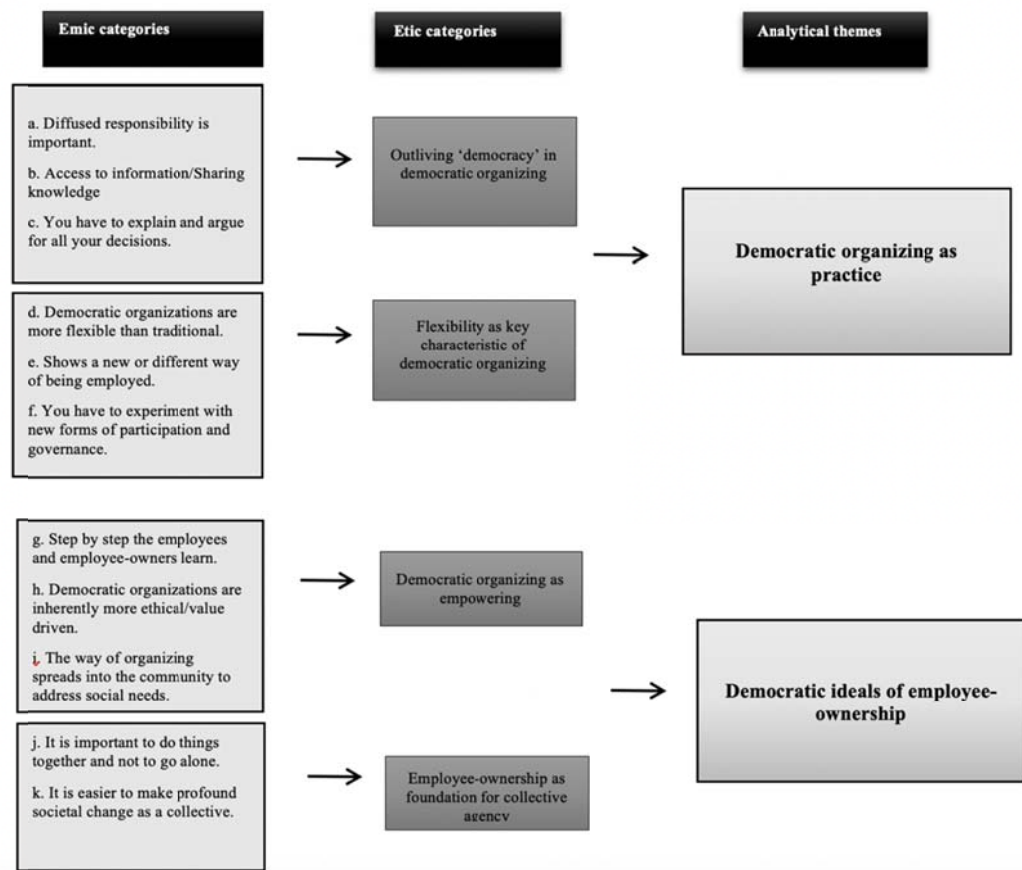 Emic categories
Etic categories
Analytical themes
a. Diffused responsibility is
important.
b. Access to information/Sharing
knowledge
c. You have to explain and argue
for all your decisions.
Outliving ‘democracy’ in
democratic organizing
d. Democratic organizations are
more flexible than traditional.
e. Shows a new or different way
of being employed.
f. You have to experiment with
new forms of participation and
governance.
Flexibility as key
characteristic of
democratic organizing
Democratic organizing as
practice
g. Step by step the employees
and employee-owners learn.
h. Democratic organizations are
inherently more ethical/value
driven.
i. The way of organizing
spreads into the community to
address social needs.
Democratic organizing as
empowering
j. It is important to do things
together and not to go alone.
k. It is easier to make profound
societal change as a collective.
Employee-ownership as
foundation for collective
agency
Democratic ideals of employee-
ownership